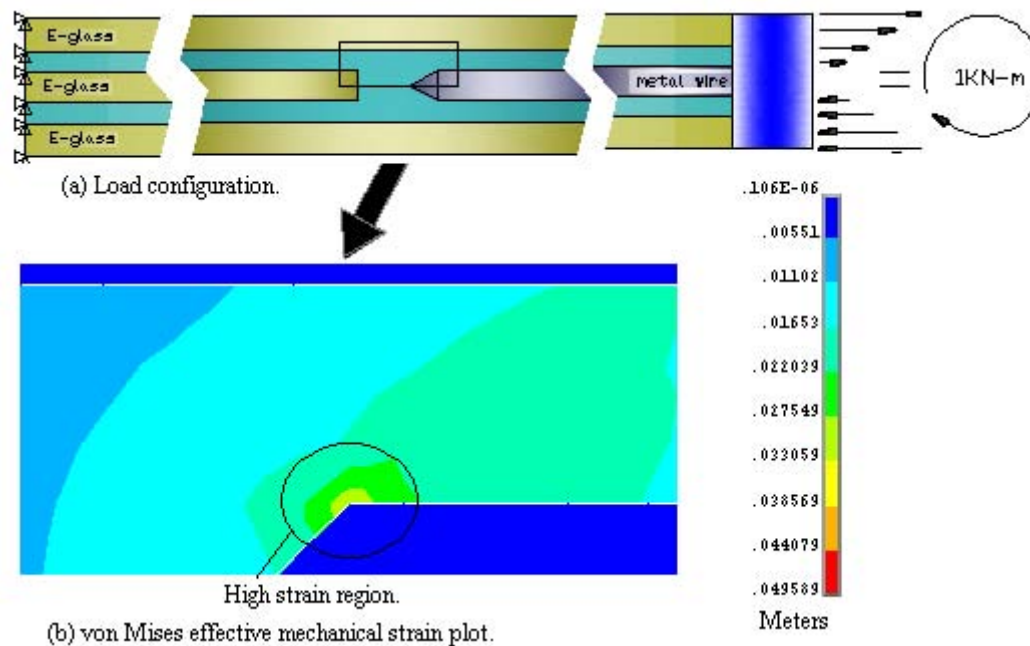 E-glass
E-glass
E-glass
metal wire
1KN-m
(a) Load configuration.
.106E-06
.00551
.01102
.01653
.022039
.027549
.033059
.038569
.044079
.049589
Meters
High strain region.
(b) von Mises effective mechanical strain plot.